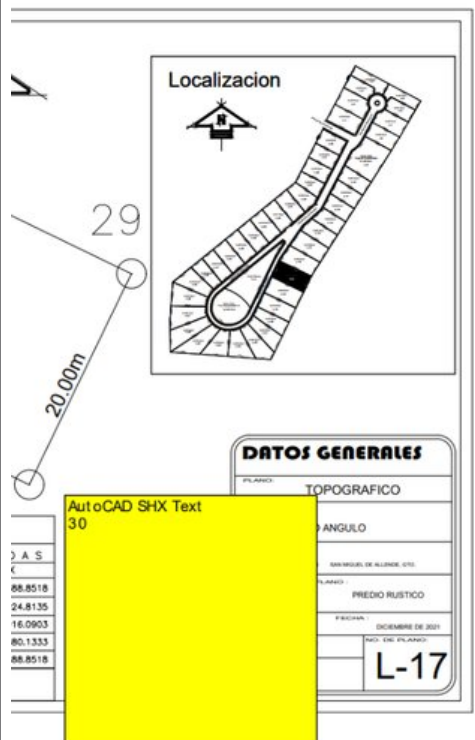 Localizacion
N
29
20.00m
DATOS GENERALES
PLANO:
TOPOGRAFICO
AutoCAD SHX Text
30
ANGULO
SAN MIGUEL DE ALLENDE, GTO.
PLANO :
PREDIO RUSTICO
FECHA :
DICIEMBRE DE 2021
NO. DE PLANO:
L-17
D A S
88.8518
24.8135
16.0903
80.1333
88.8518